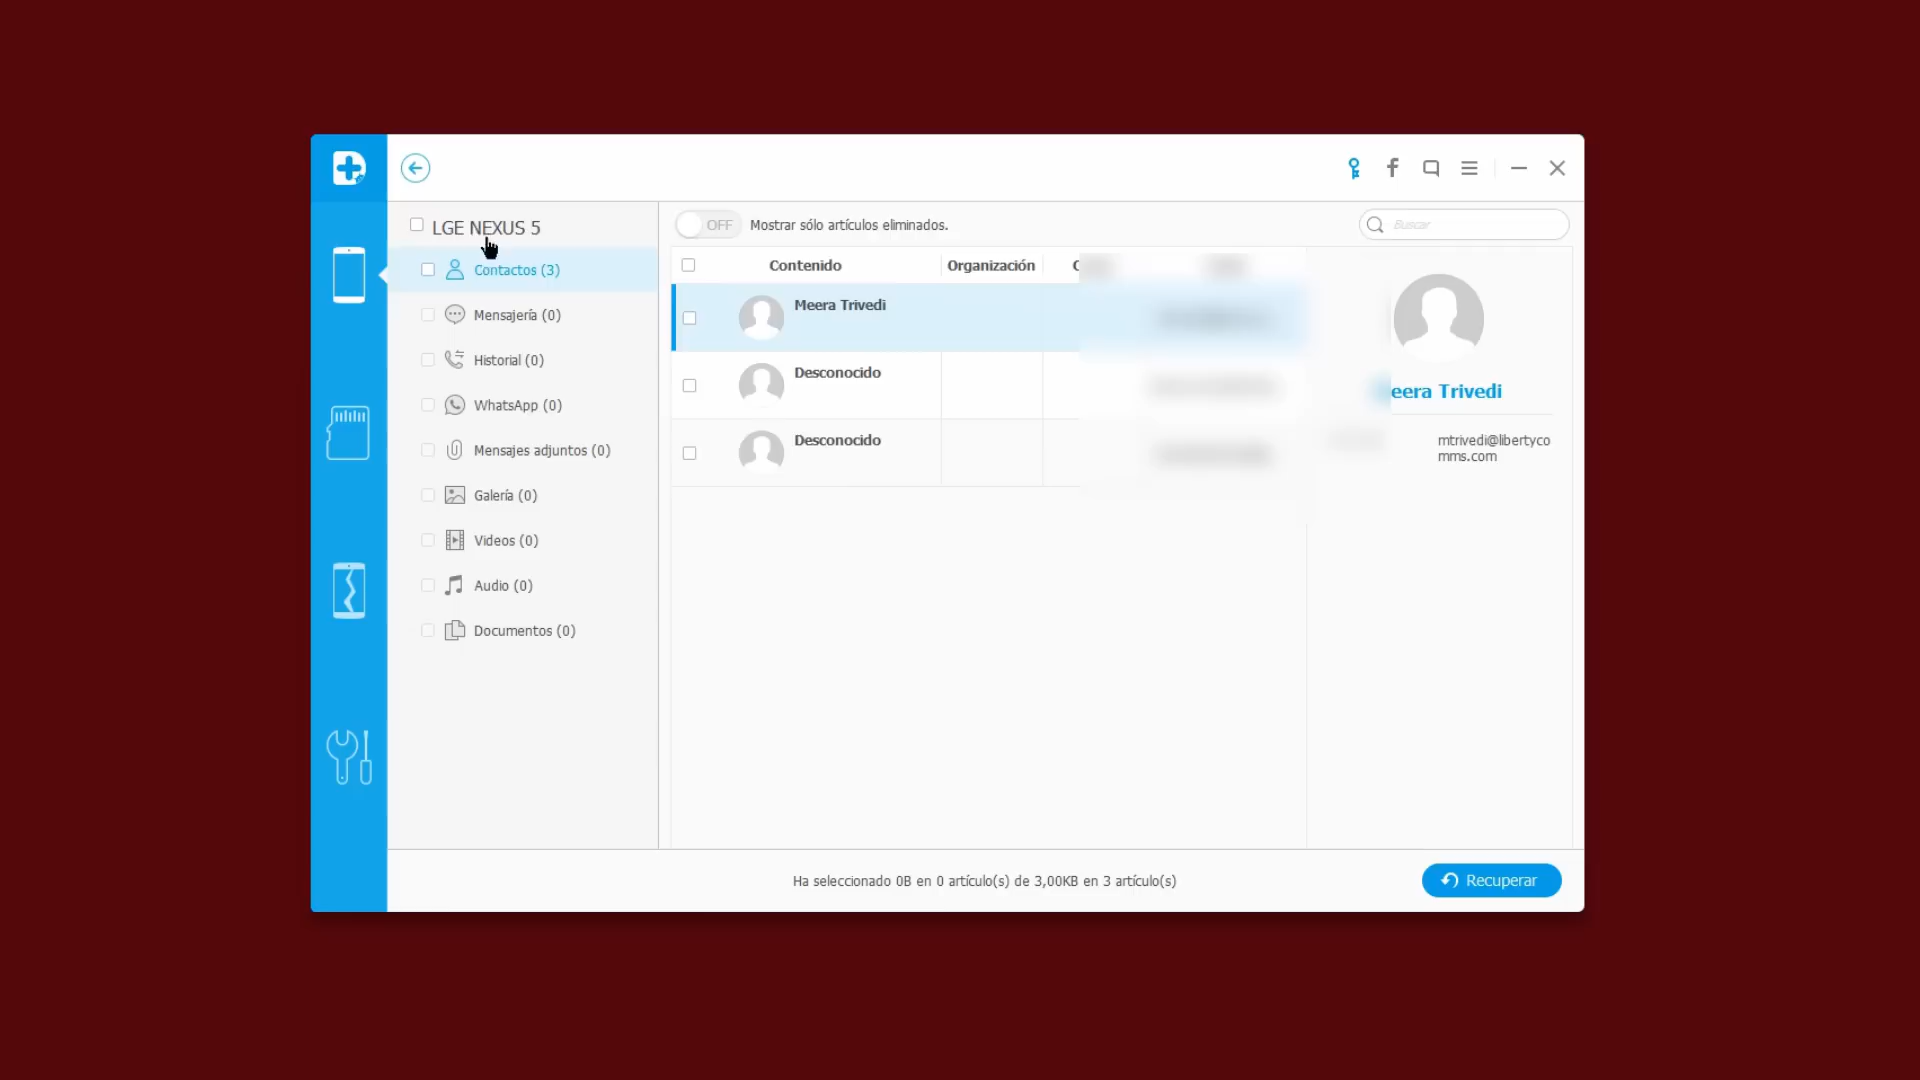 LGE NEXUS 5
Contactos (3)
Mensajería (0)
Historial (0)
WhatsApp (0)
Mensajes adjuntos (0)
Galería (0)
Videos (0)
Audio (0)
Documentos (0)
OFF Mostrar sólo artículos eliminados.
Buscar
Contenido Organización
Meera Trivedi
Desconocido
Desconocido
eera Trivedi
mtrivedi@libertyco
mms.com
Ha seleccionado 0B en 0 artículo(s) de 3,00KB en 3 artículo(s)
Recuperar